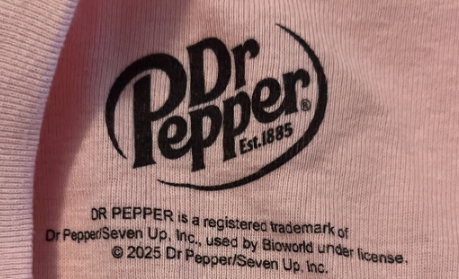 Dr
Pepper®
Est.1885
DR PEPPER is a registered trademark of
Dr Pepper/Seven Up, Inc., used by Bioworld under license.
© 2025 Dr Pepper/Seven Up, Inc.